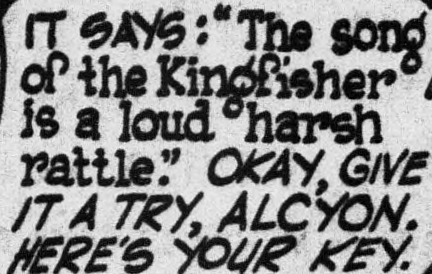 IT SAYS: "The song
of the Kingfisher
is a loud harsh
rattle." OKAY, GIVE
IT A TRY, ALCYON.
HERE'S YOUR KEY.